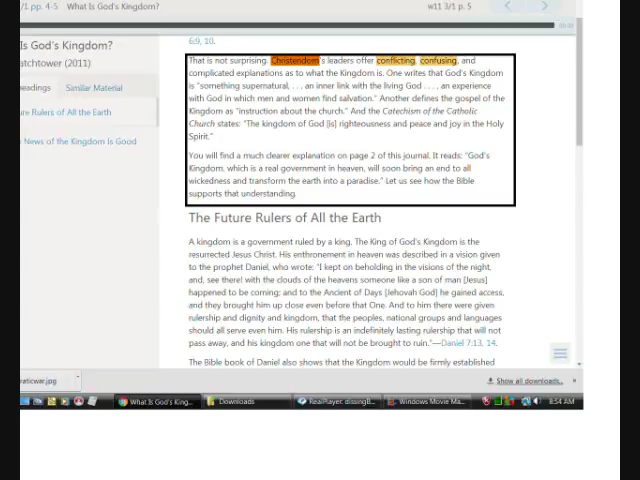 /1 pp. 4-5 What Is God's Kingdom?
w11 3/1 p. 5
Is God's Kingdom?
atchtower (2011)
eadings Similar Material
re Rulers of All the Earth
News of the Kingdom Is Good
6:9, 10.
That is not surprising. Christendom's leaders offer conflicting, confusing, and
complicated explanations as to what the Kingdom is. One writes that God's Kingdom
is "something supernatural, . . . an inner link with the living God . . . , an experience
with God in which men and women find salvation." Another defines the gospel of the
Kingdom as "instruction about the church." And the Catechism of the Catholic
Church states: "The kingdom of God [is] righteousness and peace and joy in the Holy
Spirit."
You will find a much clearer explanation on page 2 of this journal. It reads: "God's
Kingdom, which is a real government in heaven, will soon bring an end to all
wickedness and transform the earth into a paradise." Let us see how the Bible
supports that understanding.
The Future Rulers of All the Earth
A kingdom is a government ruled by a king. The King of God's Kingdom is the
resurrected Jesus Christ. His enthronement in heaven was described in a vision given
to the prophet Daniel, who wrote: "I kept on beholding in the visions of the night,
and, see there! with the clouds of the heavens someone like a son of man [Jesus]
happened to be coming; and to the Ancient of Days [Jehovah God] he gained access,
and they brought him up close even before that One. And to him there were given
rulership and dignity and kingdom, that the peoples, national groups and languages
should all serve even him. His rulership is an indefinitely lasting rulership that will not
pass away, and his kingdom one that will not be brought to ruin."—Daniel 7:13, 14.
The Bible book of Daniel also shows that the Kingdom would be firmly established
raticwar.jpg
Show all downloads...
What Is God's King... Downloads RealPlayer: dissingB... Windows Movie Ma... 8:54 AM